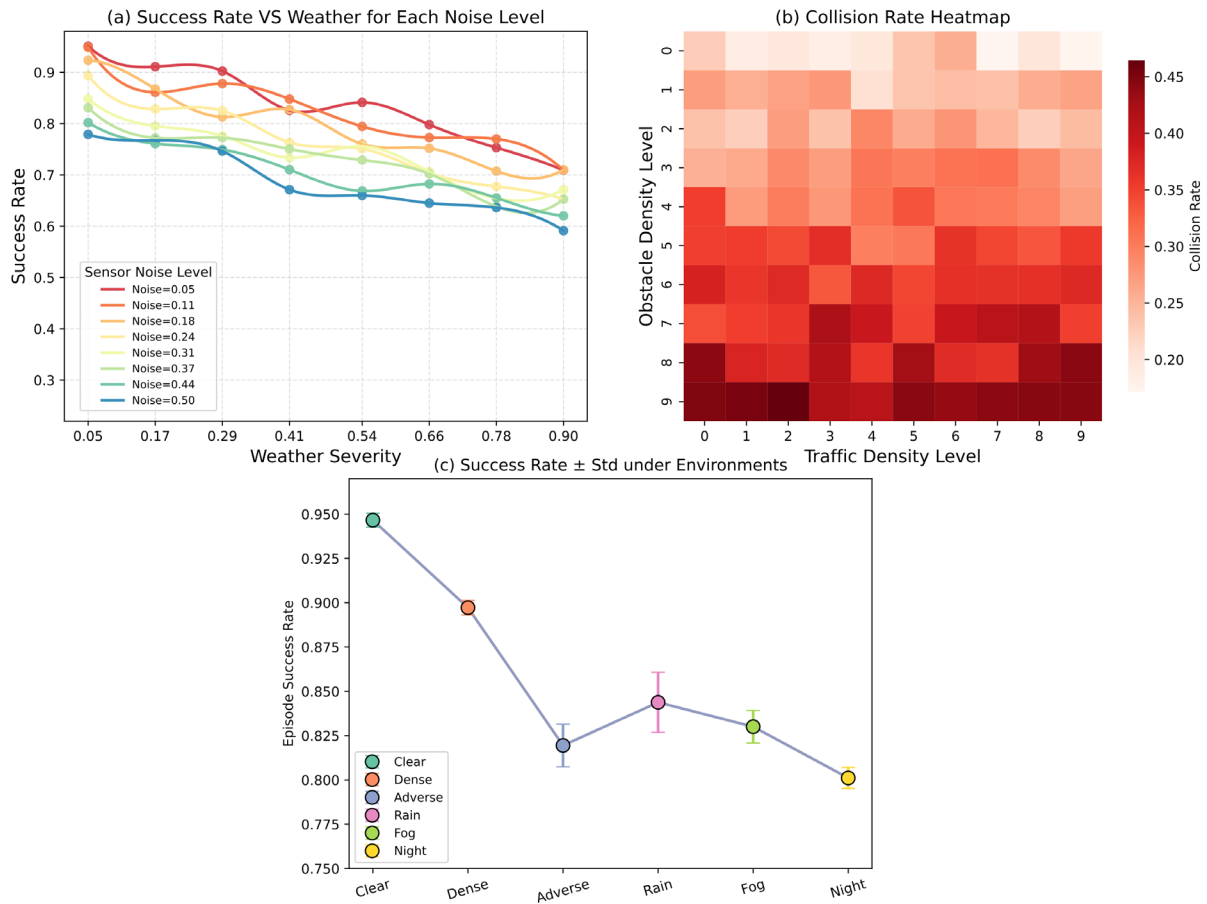 (a) Success Rate VS Weather for Each Noise Level
Success Rate
0.9
0.8
0.7
0.6
0.5
0.4
0.3
Sensor Noise Level
Noise=0.05
Noise=0.11
Noise=0.18
Noise=0.24
Noise=0.31
Noise=0.37
Noise=0.44
Noise=0.50
0.05 0.17 0.29 0.41 0.54 0.66 0.78 0.90
Weather Severity
(b) Collision Rate Heatmap
Obstacle Density Level
0
1
2
3
4
5
6
7
8
9
0 1 2 3 4 5 6 7 8 9
Traffic Density Level
0.45
0.40
0.35
0.30
0.25
0.20
Collision Rate
(c) Success Rate ± Std under Environments
Episode Success Rate
0.950
0.925
0.900
0.875
0.850
0.825
0.800
0.775
0.750
Clear
Dense
Adverse
Rain
Fog
Night
Clear Dense Adverse Rain Fog Night